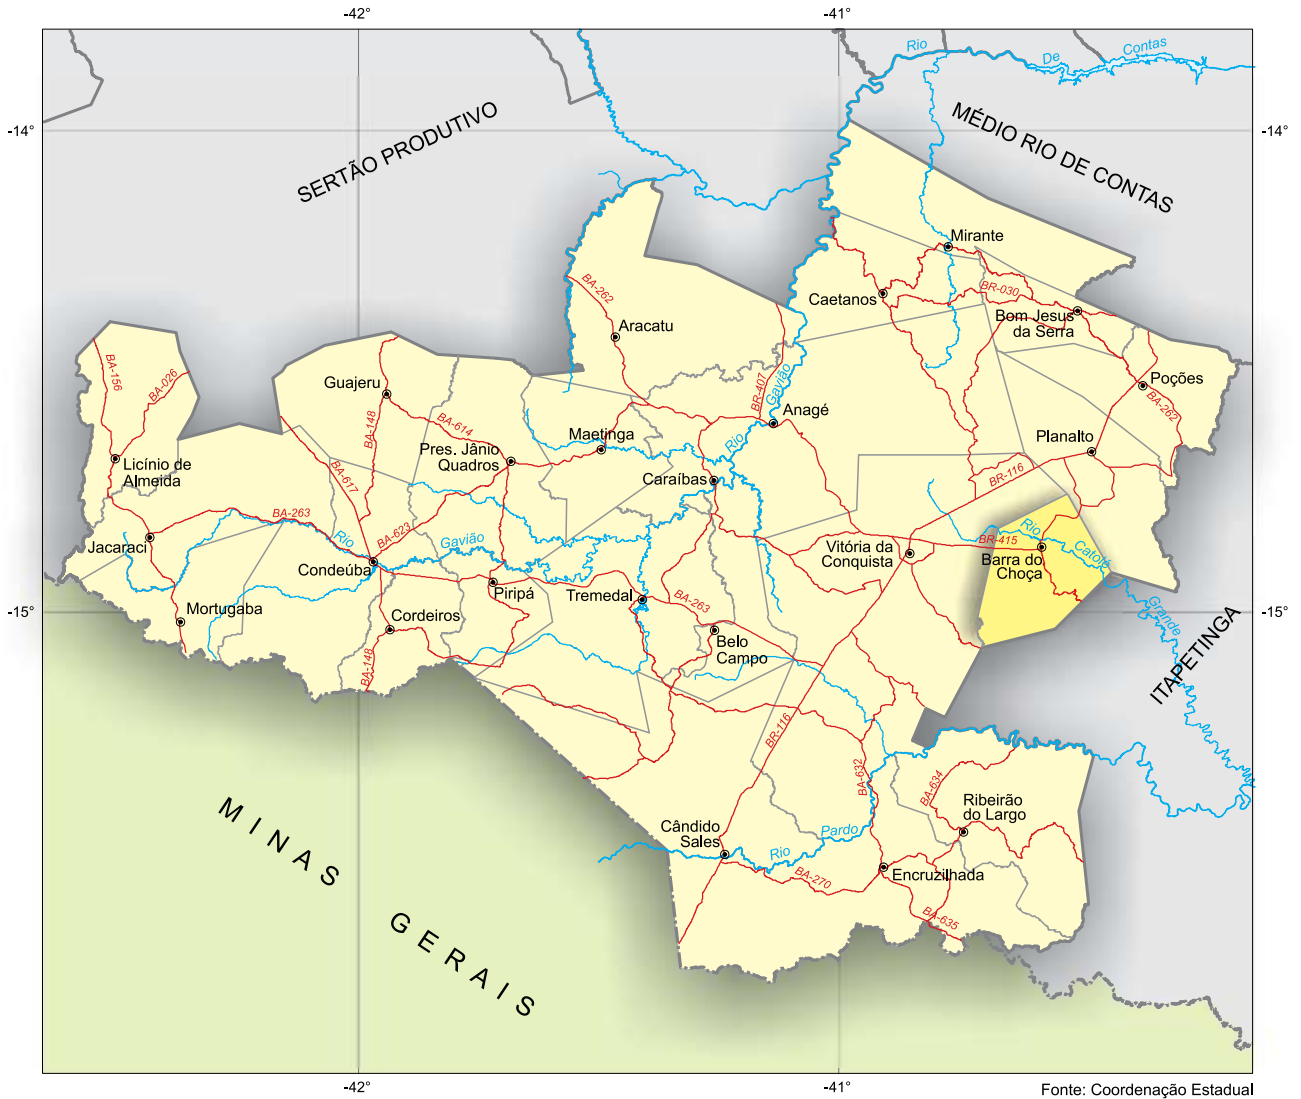 -42°
-41°
Rio
De
Contas
-14°
-14°
SERTÃO PRODUTIVO
MÉDIO RIO DE CONTAS
Mirante
BA-262
BR-030
Caetanos
Bom Jesus
da Serra
Aracatu
BA-156
BA-026
Guajeru
BR-407
Gavião
Poções
BA-262
BA-148
BA-614
Anagé
Maetinga
Rio
Planalto
Licínio de
Almeida
Pres. Jânio
Quadros
BA-617
Caraíbas
BR-116
BA-263
Rio
BA-623
Gavião
Rio
Catolé
Jacaraci
BR-415
Vitória da
Conquista
Barra do
Choça
Condeúba
Piripá
Tremedal
BA-263
Grande
Mortugaba
Cordeiros
-15°
-15°
Belo
Campo
BA-148
ITAPETINGA
BR-116
BA-632
BA-634
MINAS
GERAIS
Ribeirão
do Largo
Cândido
Sales
Pardo
Rio
BA-270
Encruzilhada
BA-635
-42°
-41°
Fonte: Coordenação Estadual